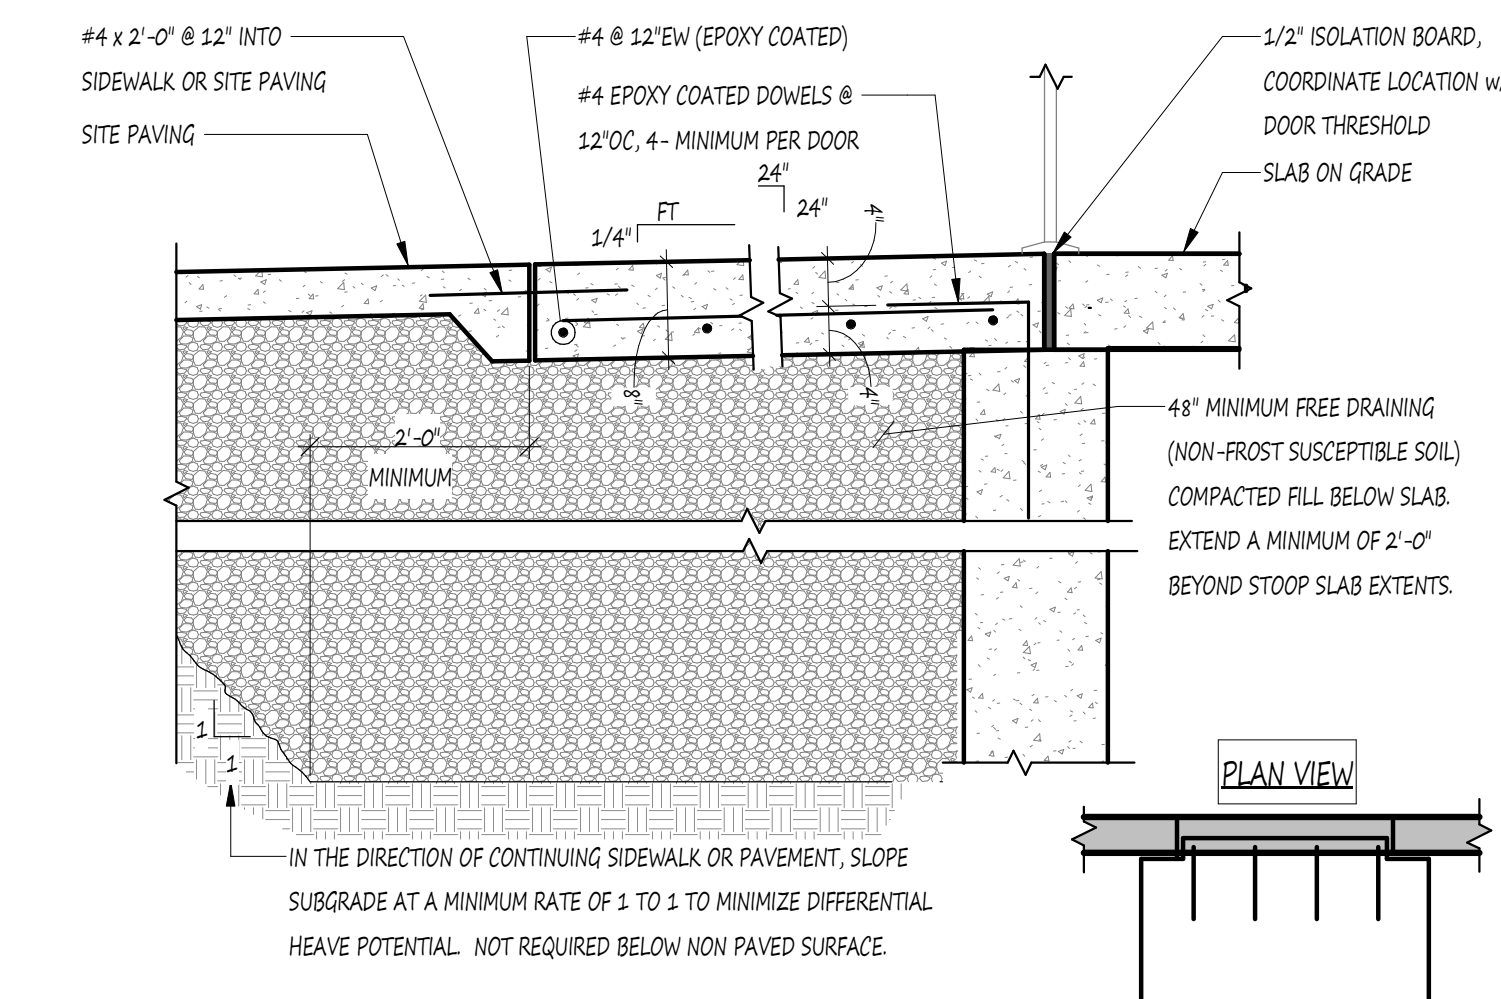 #4 x 2'-0" @ 12" INTO
SIDEWALK OR SITE PAVING
SITE PAVING
#4 @ 12"EW (EPOXY COATED)
#4 EPOXY COATED DOWELS @
12"OC, 4- MINIMUM PER DOOR
24"
24"
FT
1/4"
4"
1/2" ISOLATION BOARD,
COORDINATE LOCATION W/
DOOR THRESHOLD
SLAB ON GRADE
8"
4"
2'-0"
MINIMUM
48" MINIMUM FREE DRAINING
(NON-FROST SUSCEPTIBLE SOIL)
COMPACTED FILL BELOW SLAB.
EXTEND A MINIMUM OF 2'-0"
BEYOND STOOP SLAB EXTENTS.
1
1
IN THE DIRECTION OF CONTINUING SIDEWALK OR PAVEMENT, SLOPE
SUBGRADE AT A MINIMUM RATE OF 1 TO 1 TO MINIMIZE DIFFERENTIAL
HEAVE POTENTIAL. NOT REQUIRED BELOW NON PAVED SURFACE.
PLAN VIEW